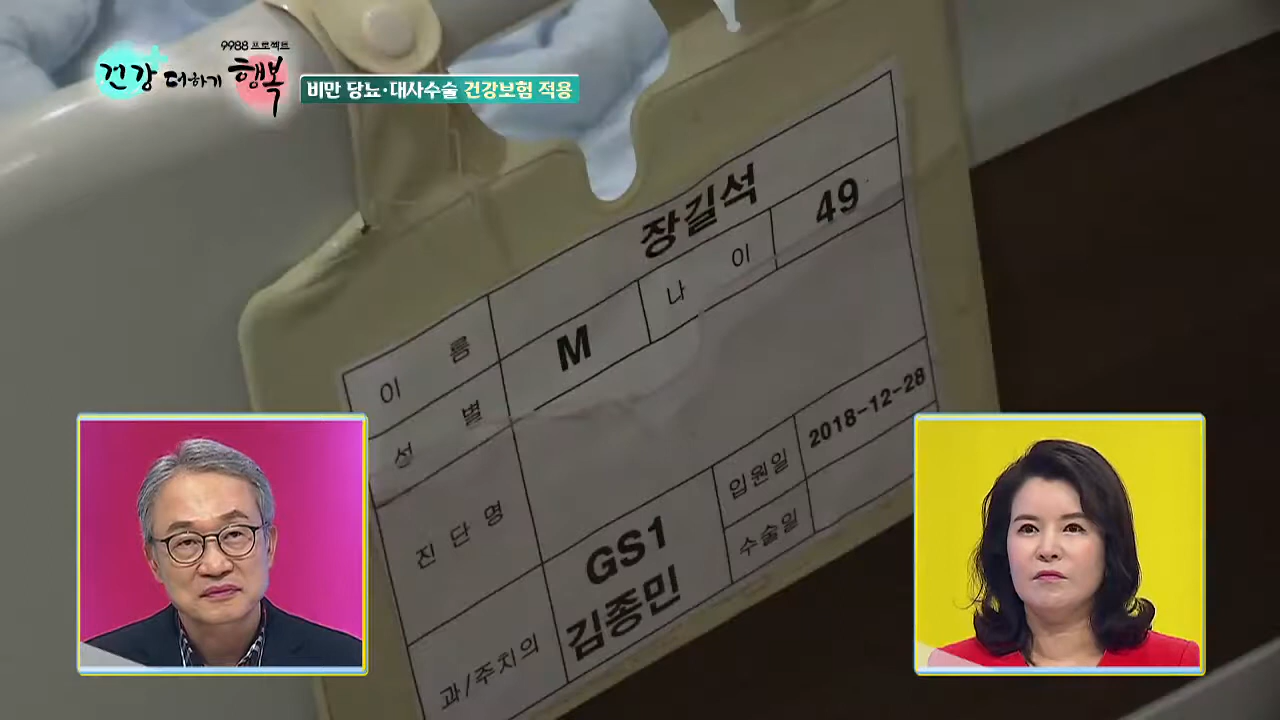 9988 프로젝트
건강 더하기 행복
비만 당뇨·대사수술 건강보험 적용
이 름 장길석
성 별 M 나 이 49
진 단 명
과/주치의 GS1 김종민
입원일 2018-12-28
수술일